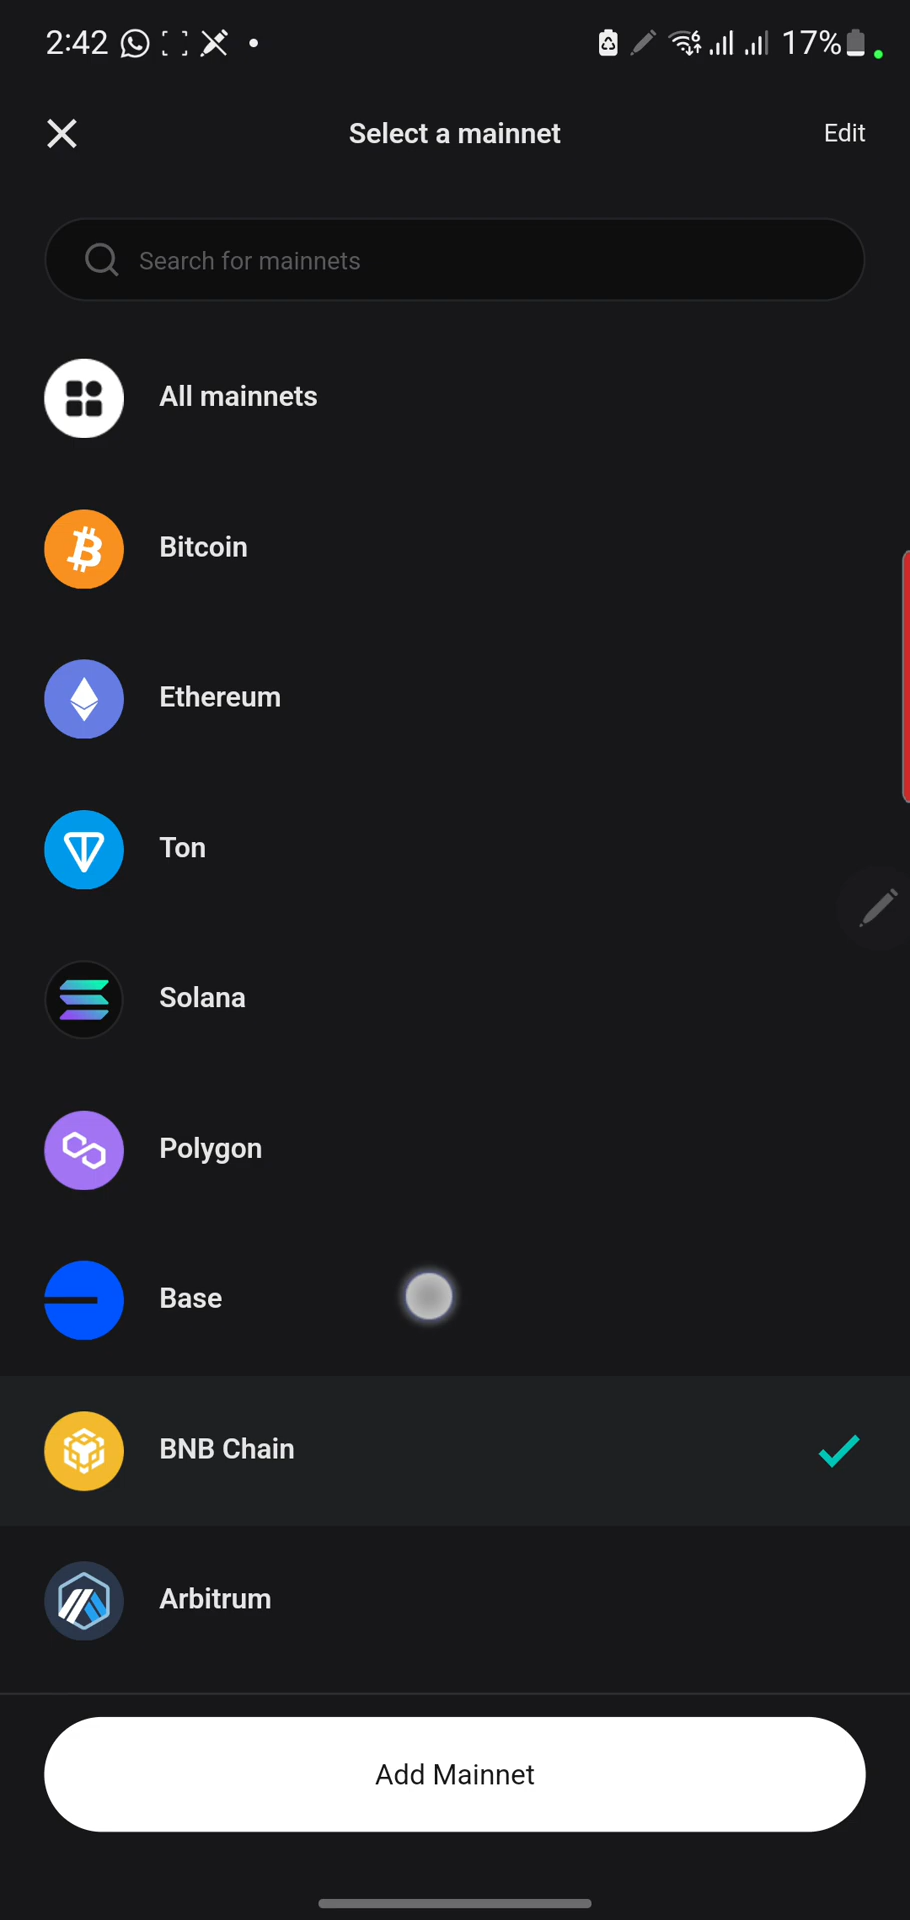 2:42 17%
Select a mainnet Edit
Search for mainnets
All mainnets
Bitcoin
Ethereum
Ton
Solana
Polygon
Base
BNB Chain
Arbitrum
Add Mainnet